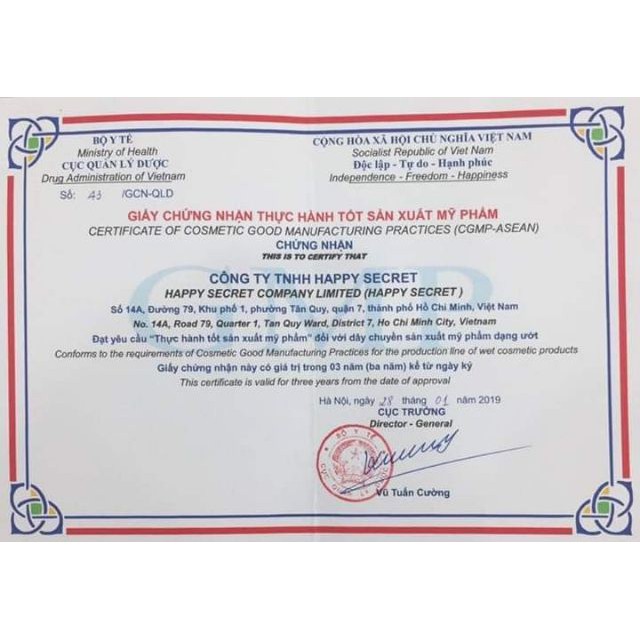 BỘ Y TẾ
Ministry of Health
CỤC QUẢN LÝ DƯỢC
Drug Administration of Vietnam
Số: 43 /GCN-QLD
CỘNG HÒA XÃ HỘI CHỦ NGHĨA VIỆT NAM
Socialist Republic of Viet Nam
Độc lập - Tự do - Hạnh phúc
Independence - Freedom - Happiness
GIẤY CHỨNG NHẬN THỰC HÀNH TỐT SẢN XUẤT MỸ PHẨM
CERTIFICATE OF COSMETIC GOOD MANUFACTURING PRACTICES (CGMP-ASEAN)
CHỨNG NHẬN
THIS IS TO CERTIFY THAT
CÔNG TY TNHH HAPPY SECRET
HAPPY SECRET COMPANY LIMITED (HAPPY SECRET )
Số 14A, Đường 79, Khu phố 1, phường Tân Quy, quận 7, thành phố Hồ Chí Minh, Việt Nam
No. 14A, Road 79, Quarter 1, Tan Quy Ward, District 7, Ho Chi Minh City, Vietnam
Đạt yêu cầu "Thực hành tốt sản xuất mỹ phẩm" đối với dây chuyền sản xuất mỹ phẩm dạng ướt
Conforms to the requirements of Cosmetic Good Manufacturing Practices for the production line of wet cosmetic products
Giấy chứng nhận này có giá trị trong 03 năm (ba năm) kể từ ngày ký
This certificate is valid for three years from the date of approval
Hà Nội, ngày 28 tháng 01 năm 2019
CỤC TRƯỞNG
Director - General
BỘ Y TẾ
Vũ Tuấn Cường